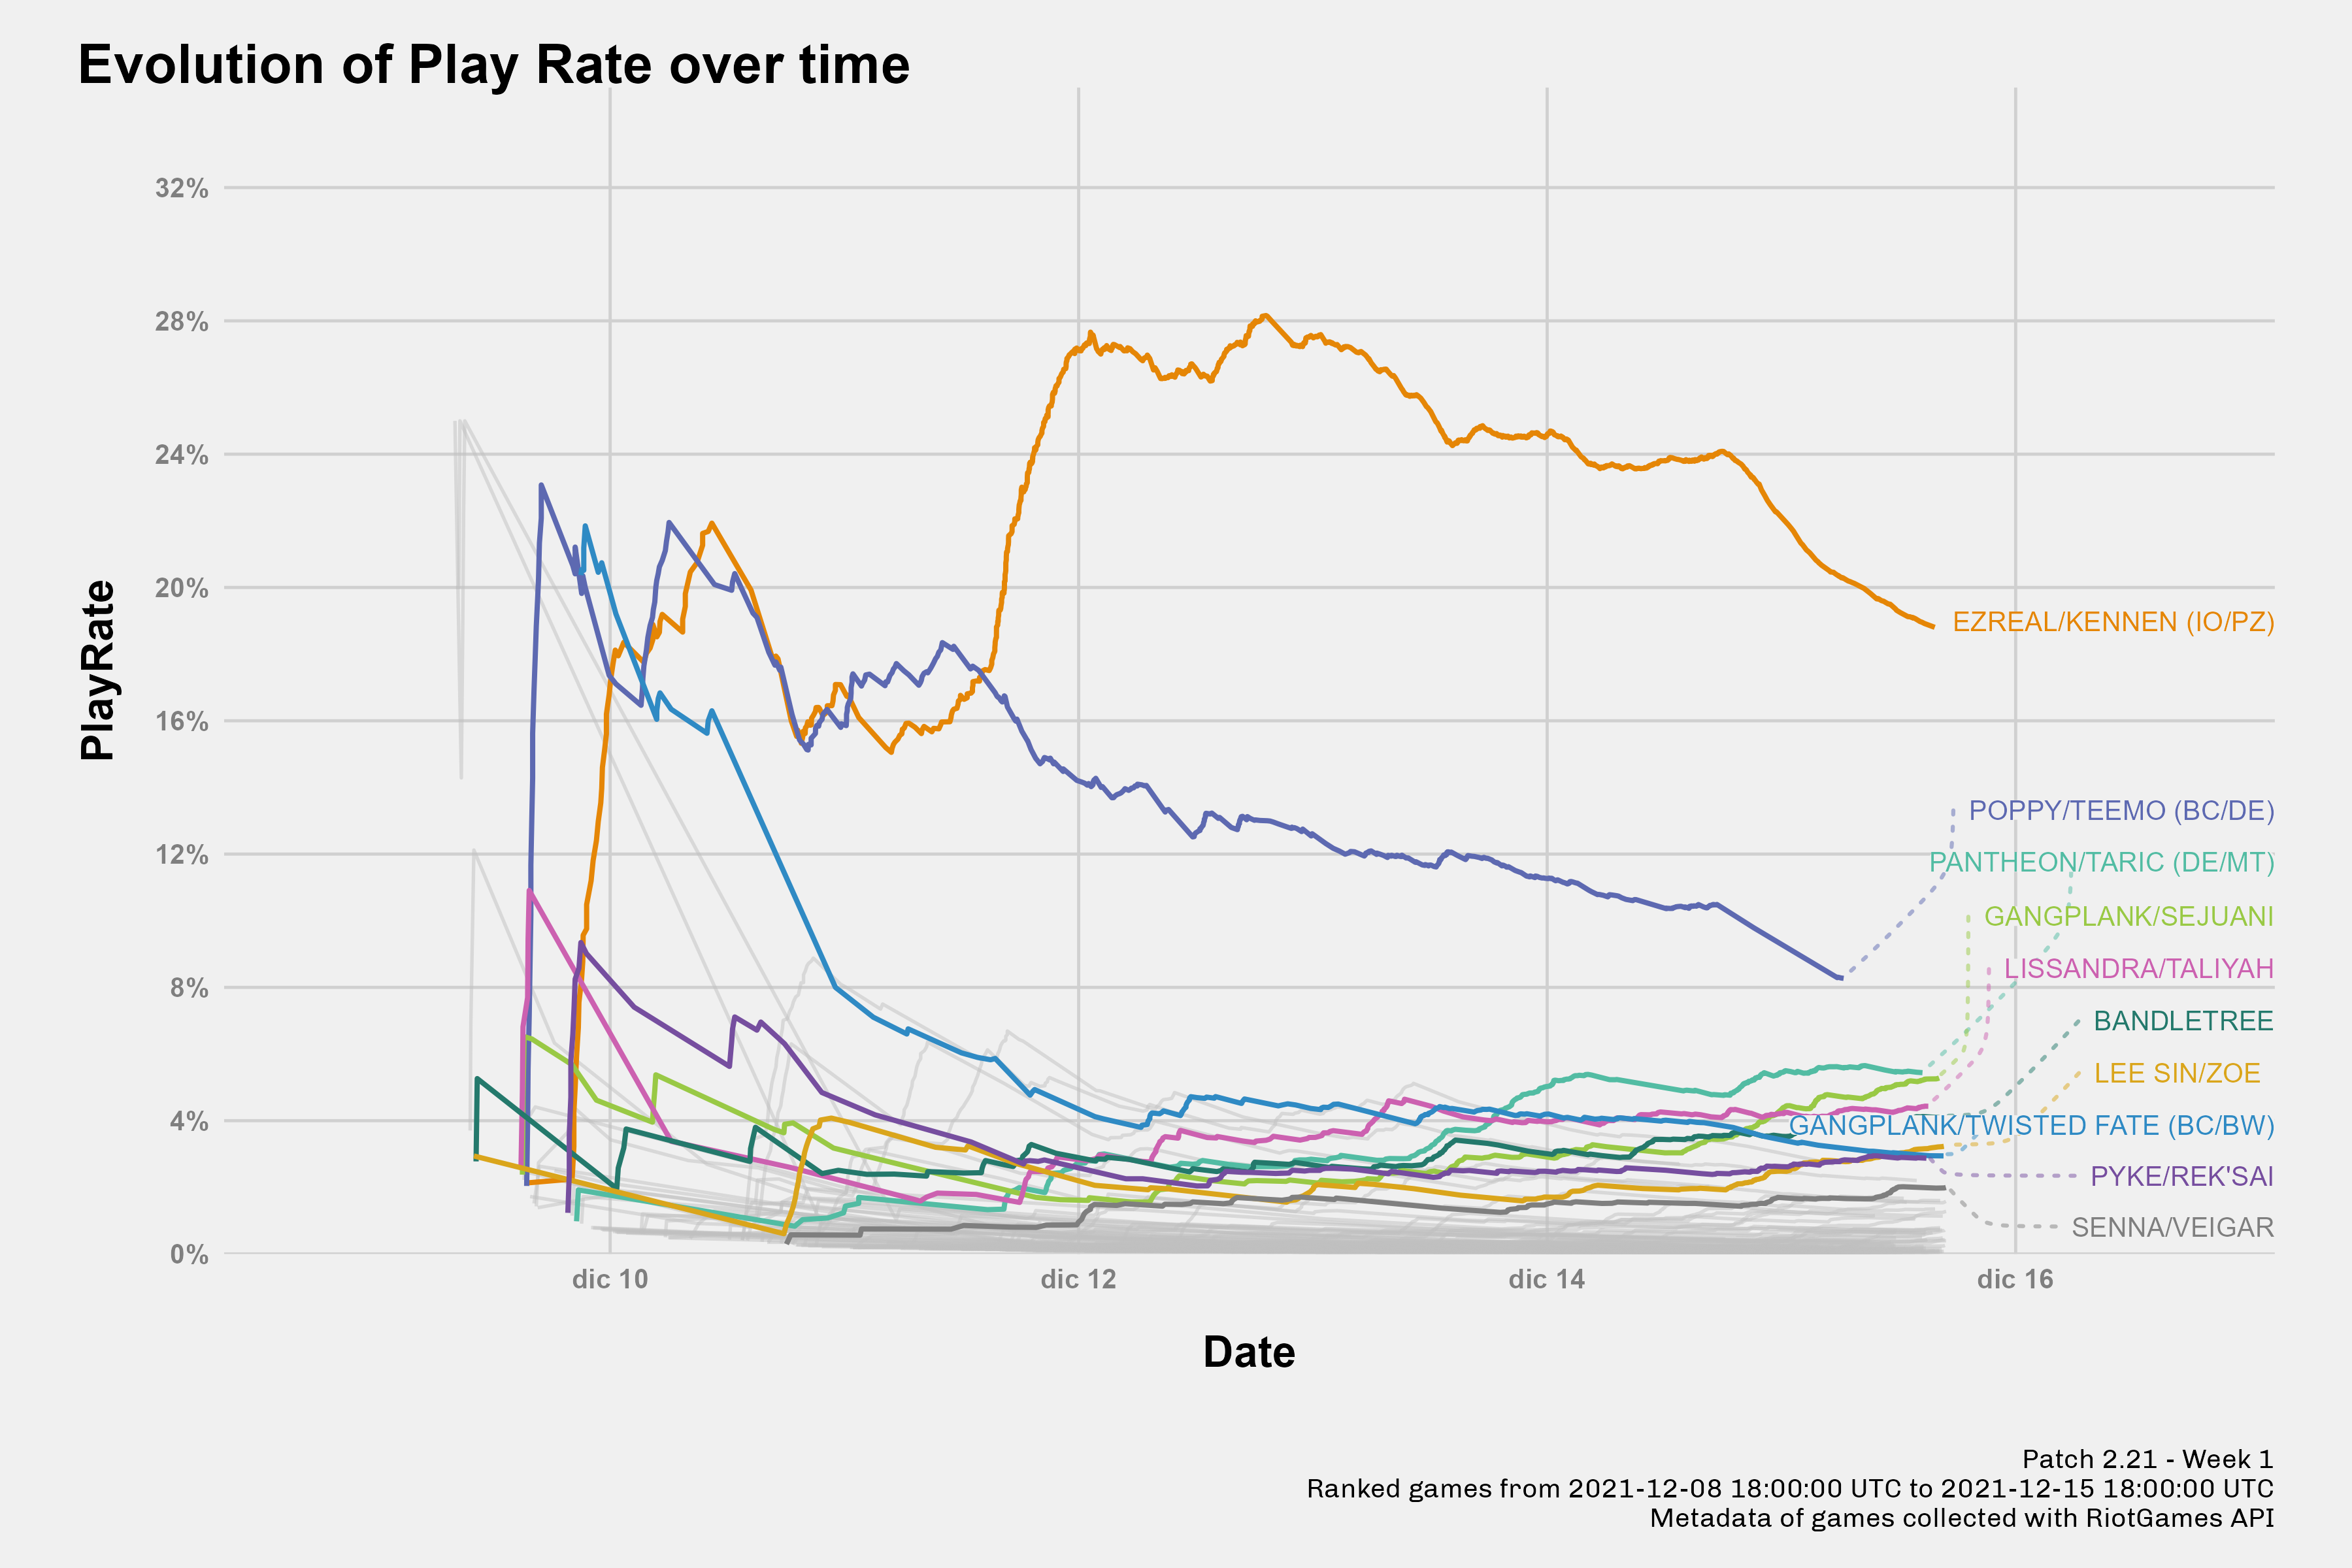 Evolution of Play Rate over time
PlayRate
32%
28%
24%
20%
16%
12%
8%
4%
0%
EZREAL/KENNEN (IO/PZ)
POPPY/TEEMO (BC/DE)
PANTHEON/TARIC (DE/MT)
GANGPLANK/SEJUANI
LISSANDRA/TALIYAH
BANDLETREE
LEE SIN/ZOE
GANGPLANK/TWISTED FATE (BC/BW)
PYKE/REK'SAI
SENNA/VEIGAR
dic 10
dic 12
dic 14
dic 16
Date
Patch 2.21 - Week 1
Ranked games from 2021-12-08 18:00:00 UTC to 2021-12-15 18:00:00 UTC
Metadata of games collected with RiotGames API